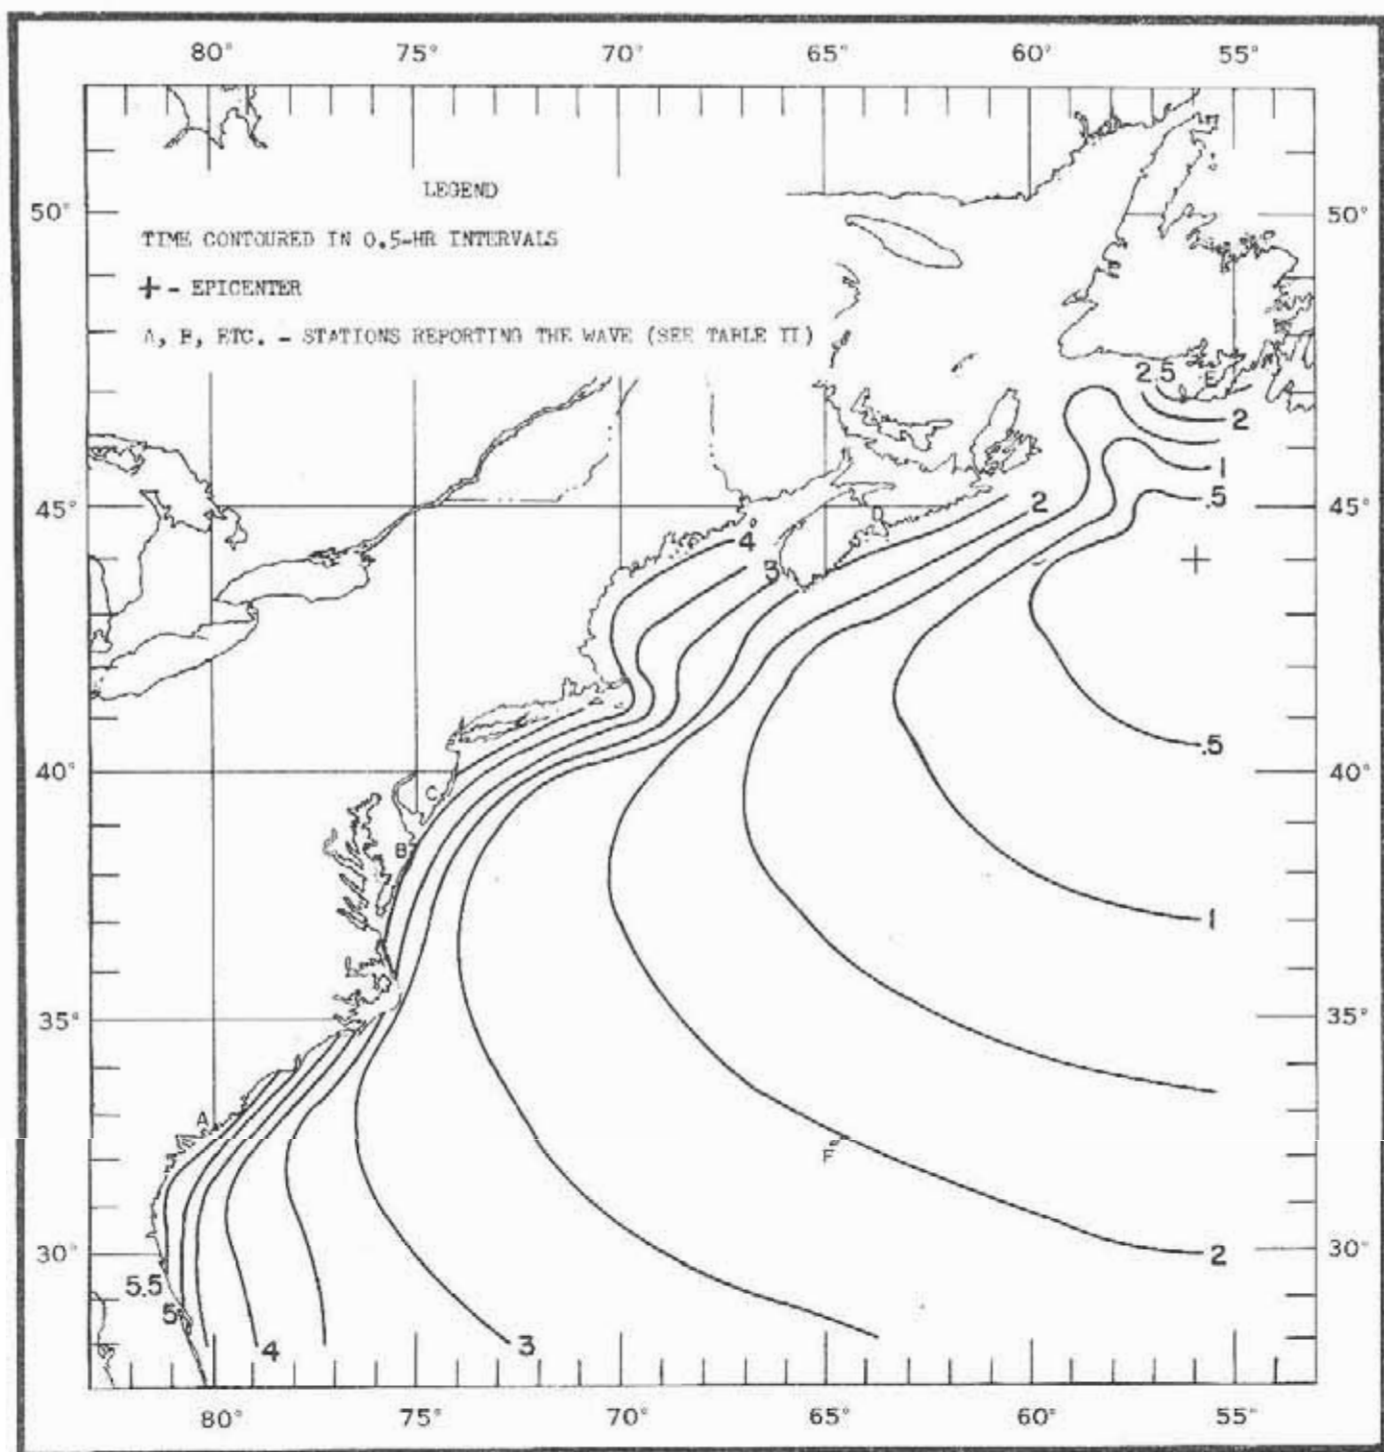 80° 75° 70° 65° 60° 55°
LEGEND
50° 50°
TIME CONTOURED IN 0.5-HR INTERVALS
+ - EPICENTER
A, B, ETC. - STATIONS REPORTING THE WAVE (SEE TABLE II)
2.5 E
2
1
45° 2 .5 45°
D
4
3
.5
40° 40°
C
B
1
35° 35°
A
F
30° 2 30°
5.5
5
4 3
80° 75° 70° 65° 60° 55°